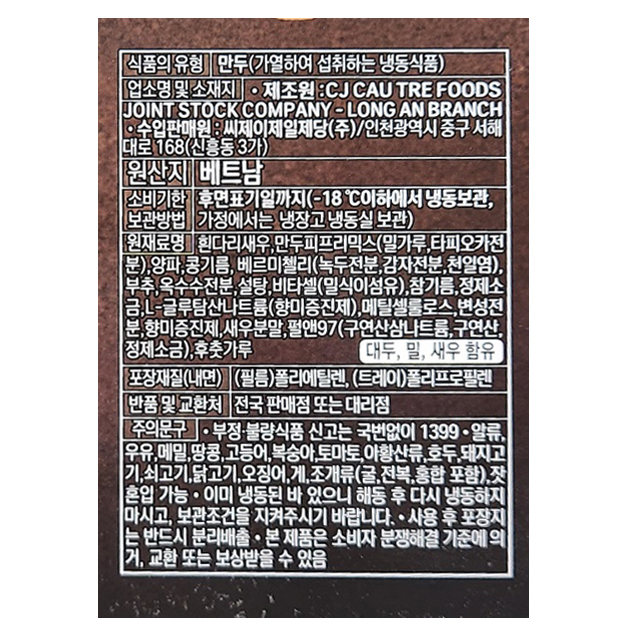 식품의 유형 만두(가열하여 섭취하는 냉동식품)
업소명 및 소재지 • 제조원 : CJ CAU TRE FOODS
JOINT STOCK COMPANY - LONG AN BRANCH
• 수입판매원 : 씨제이제일제당(주)/인천광역시 중구 서해
대로 168(신흥동 3가)
원산지 베트남
소비기한 후면표기일까지(-18 ℃이하에서 냉동보관,
보관방법 가정에서는 냉장고 냉동실 보관)
원재료명 흰다리새우,만두피프리믹스(밀가루,타피오카전
분),양파,콩기름, 베르미첼리(녹두전분,감자전분,천일염),
부추,옥수수전분,설탕,비타셀(밀식이섬유),참기름,정제소
금,L-글루탐산나트륨(향미증진제),메틸셀룰로스,변성전
분,향미증진제,새우분말,펄앤97(구연산삼나트륨,구연산,
정제소금),후춧가루 대두, 밀, 새우 함유
포장재질(내면) (필름)폴리에틸렌, (트레이)폴리프로필렌
반품 및 교환처 전국 판매점 또는 대리점
주의문구 • 부정·불량식품 신고는 국번없이 1399 • 알류,
우유,메밀,땅콩,고등어,복숭아,토마토,아황산류,호두,돼지고
기,쇠고기,닭고기,오징어,게,조개류(굴,전복,홍합 포함),잣
혼입 가능 • 이미 냉동된 바 있으니 해동 후 다시 냉동하지
마시고, 보관조건을 지켜주시기 바랍니다. • 사용 후 포장지
는 반드시 분리배출 • 본 제품은 소비자 분쟁해결 기준에 의
거, 교환 또는 보상받을 수 있음